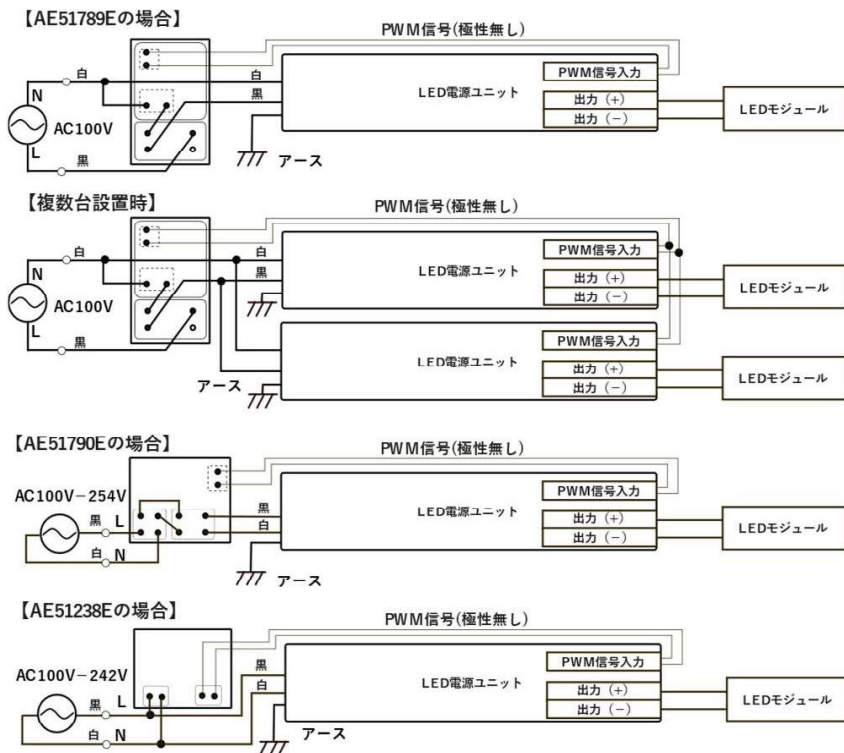 【AE51789Eの場合】
PWM信号(極性無し)
白
白
PWM信号入力
N
黒
LED電源ユニット
出力（+）
LEDモジュール
AC100V
出力（−）
L
黒
アース
【複数台設置時】
PWM信号(極性無し)
白
白
PWM信号入力
N
黒
LED電源ユニット
出力（+）
LEDモジュール
AC100V
出力（−）
L
黒
PWM信号入力
LED電源ユニット
出力（+）
LEDモジュール
アース
出力（−）
【AE51790Eの場合】
PWM信号(極性無し)
AC100V−254V
PWM信号入力
黒
L
黒
LED電源ユニット
出力（+）
LEDモジュール
白
出力（−）
白
N
アース
【AE51238Eの場合】
PWM信号(極性無し)
AC100V−242V
黒
PWM信号入力
黒
L
白
LED電源ユニット
出力（+）
LEDモジュール
出力（−）
白
N
アース